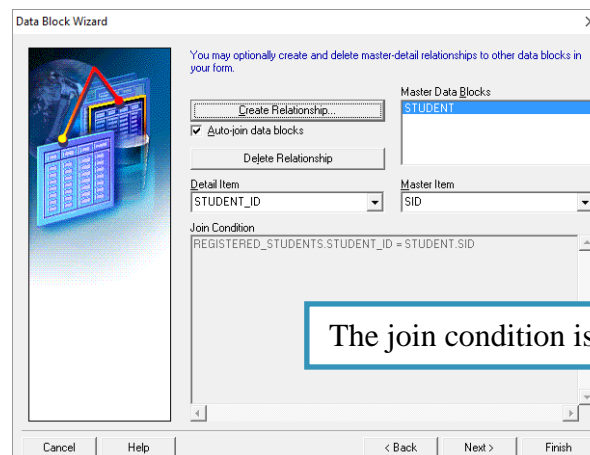 Data Block Wizard
You may optionally create and delete master-detail relationships to other data blocks in
your form.
Master Data Blocks
Create Relationship...
STUDENT
Auto-join data blocks
Delete Relationship
Detail Item
Master Item
STUDENT_ID
SID
Join Condition
REGISTERED_STUDENTS.STUDENT_ID = STUDENT.SID
The join condition is
Cancel
Help
< Back
Next >
Finish